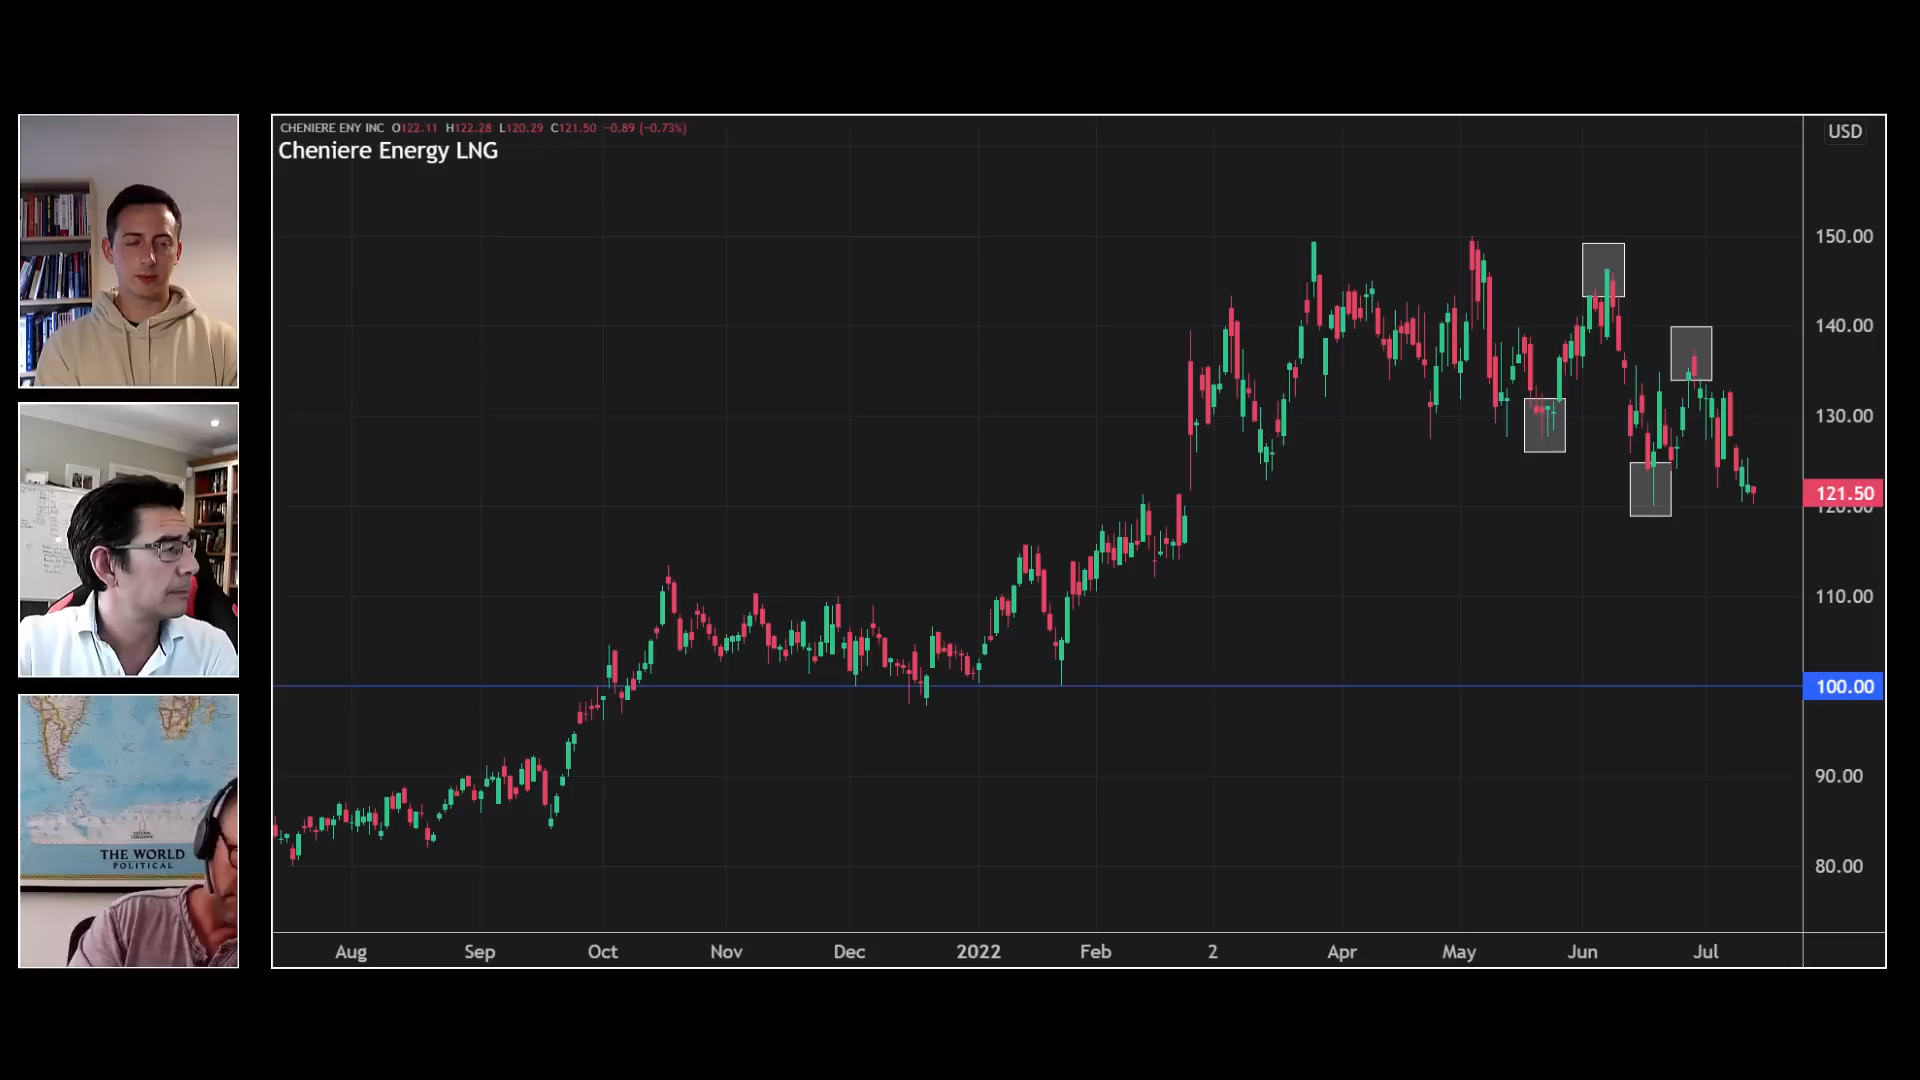 CHENIERE ENY INC O122.11 H122.28 L120.29 C121.50 −0.89 (−0.73%)
Cheniere Energy LNG
USD
150.00
140.00
130.00
121.50
120.00
110.00
100.00
90.00
80.00
Aug Sep Oct Nov Dec 2022 Feb 2 Apr May Jun Jul
THE WORLD
POLITICAL